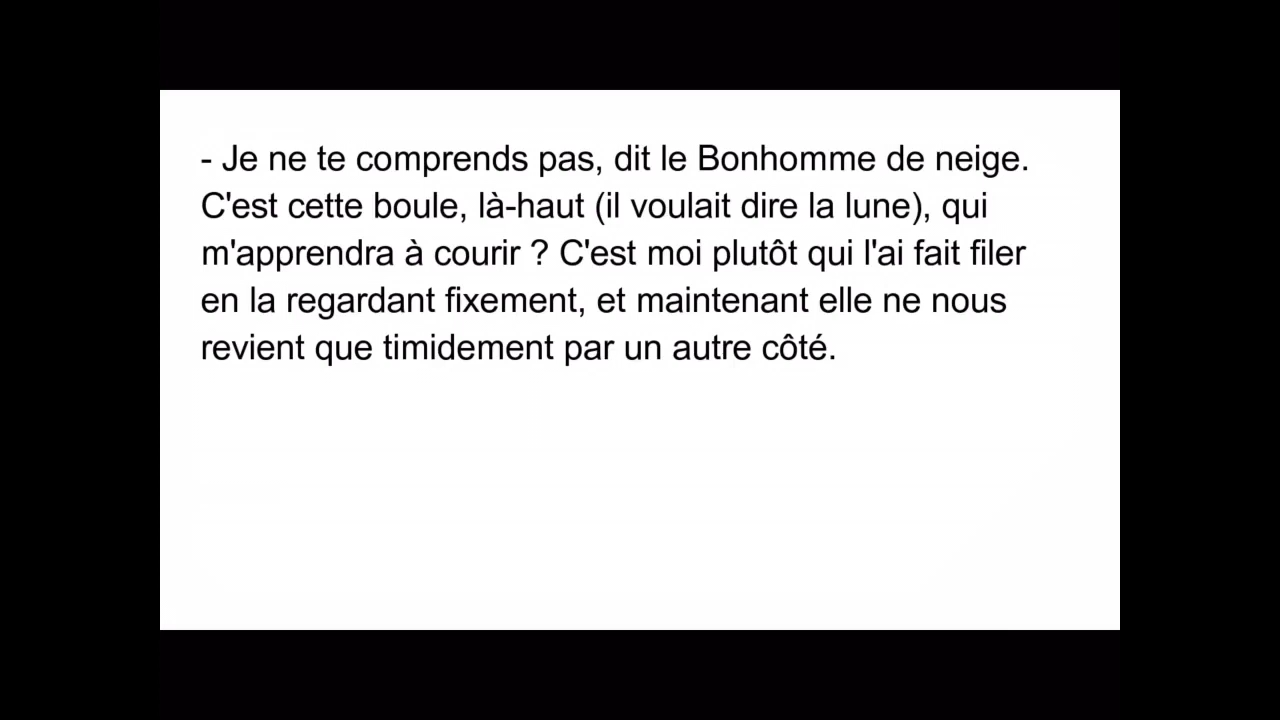 - Je ne te comprends pas, dit le Bonhomme de neige.
C'est cette boule, là-haut (il voulait dire la lune), qui
m'apprendra à courir ? C'est moi plutôt qui l'ai fait filer
en la regardant fixement, et maintenant elle ne nous
revient que timidement par un autre côté.